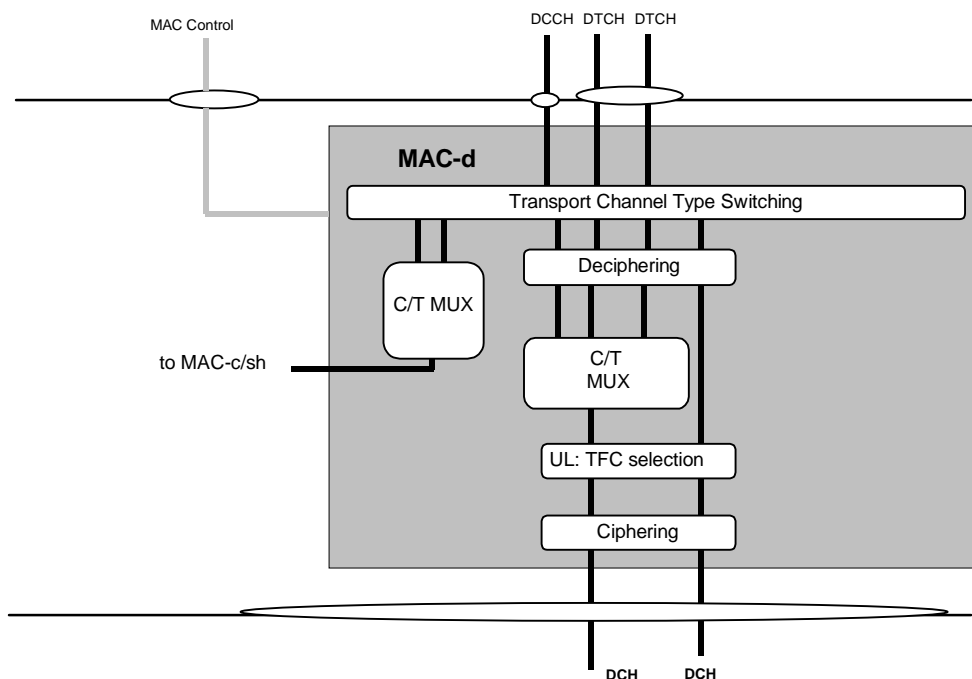 MAC Control
DCCH DTCH DTCH
MAC-d
Transport Channel Type Switching
Deciphering
C/T MUX
to MAC-c/sh
C/T
MUX
UL: TFC selection
Ciphering
DCH
DCH